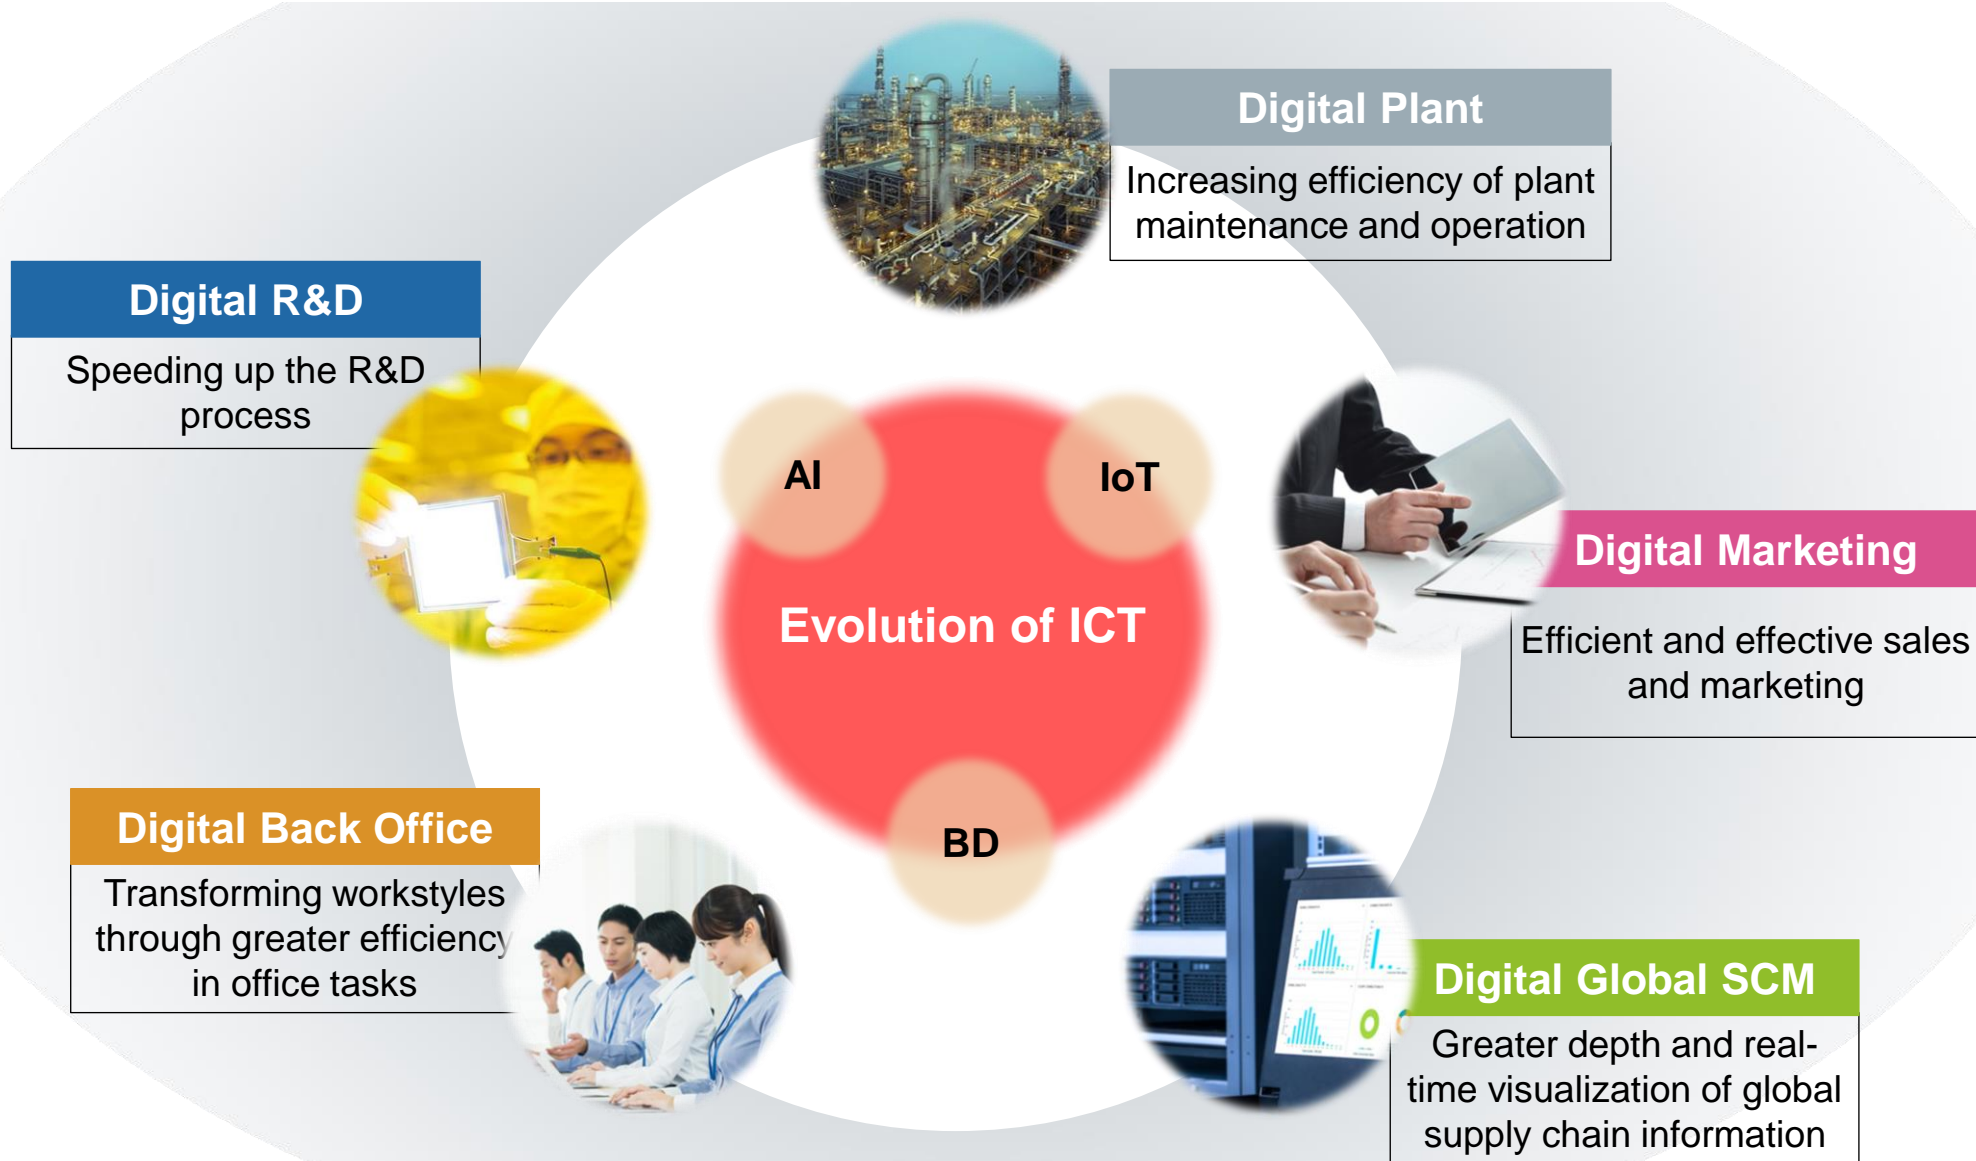 Digital Plant
Increasing efficiency of plant
maintenance and operation
Digital R&D
Speeding up the R&D
process
AI
IoT
Evolution of ICT
BD
Digital Marketing
Efficient and effective sales
and marketing
Digital Back Office
Transforming workstyles
through greater efficiency
in office tasks
Digital Global SCM
Greater depth and real-
time visualization of global
supply chain information